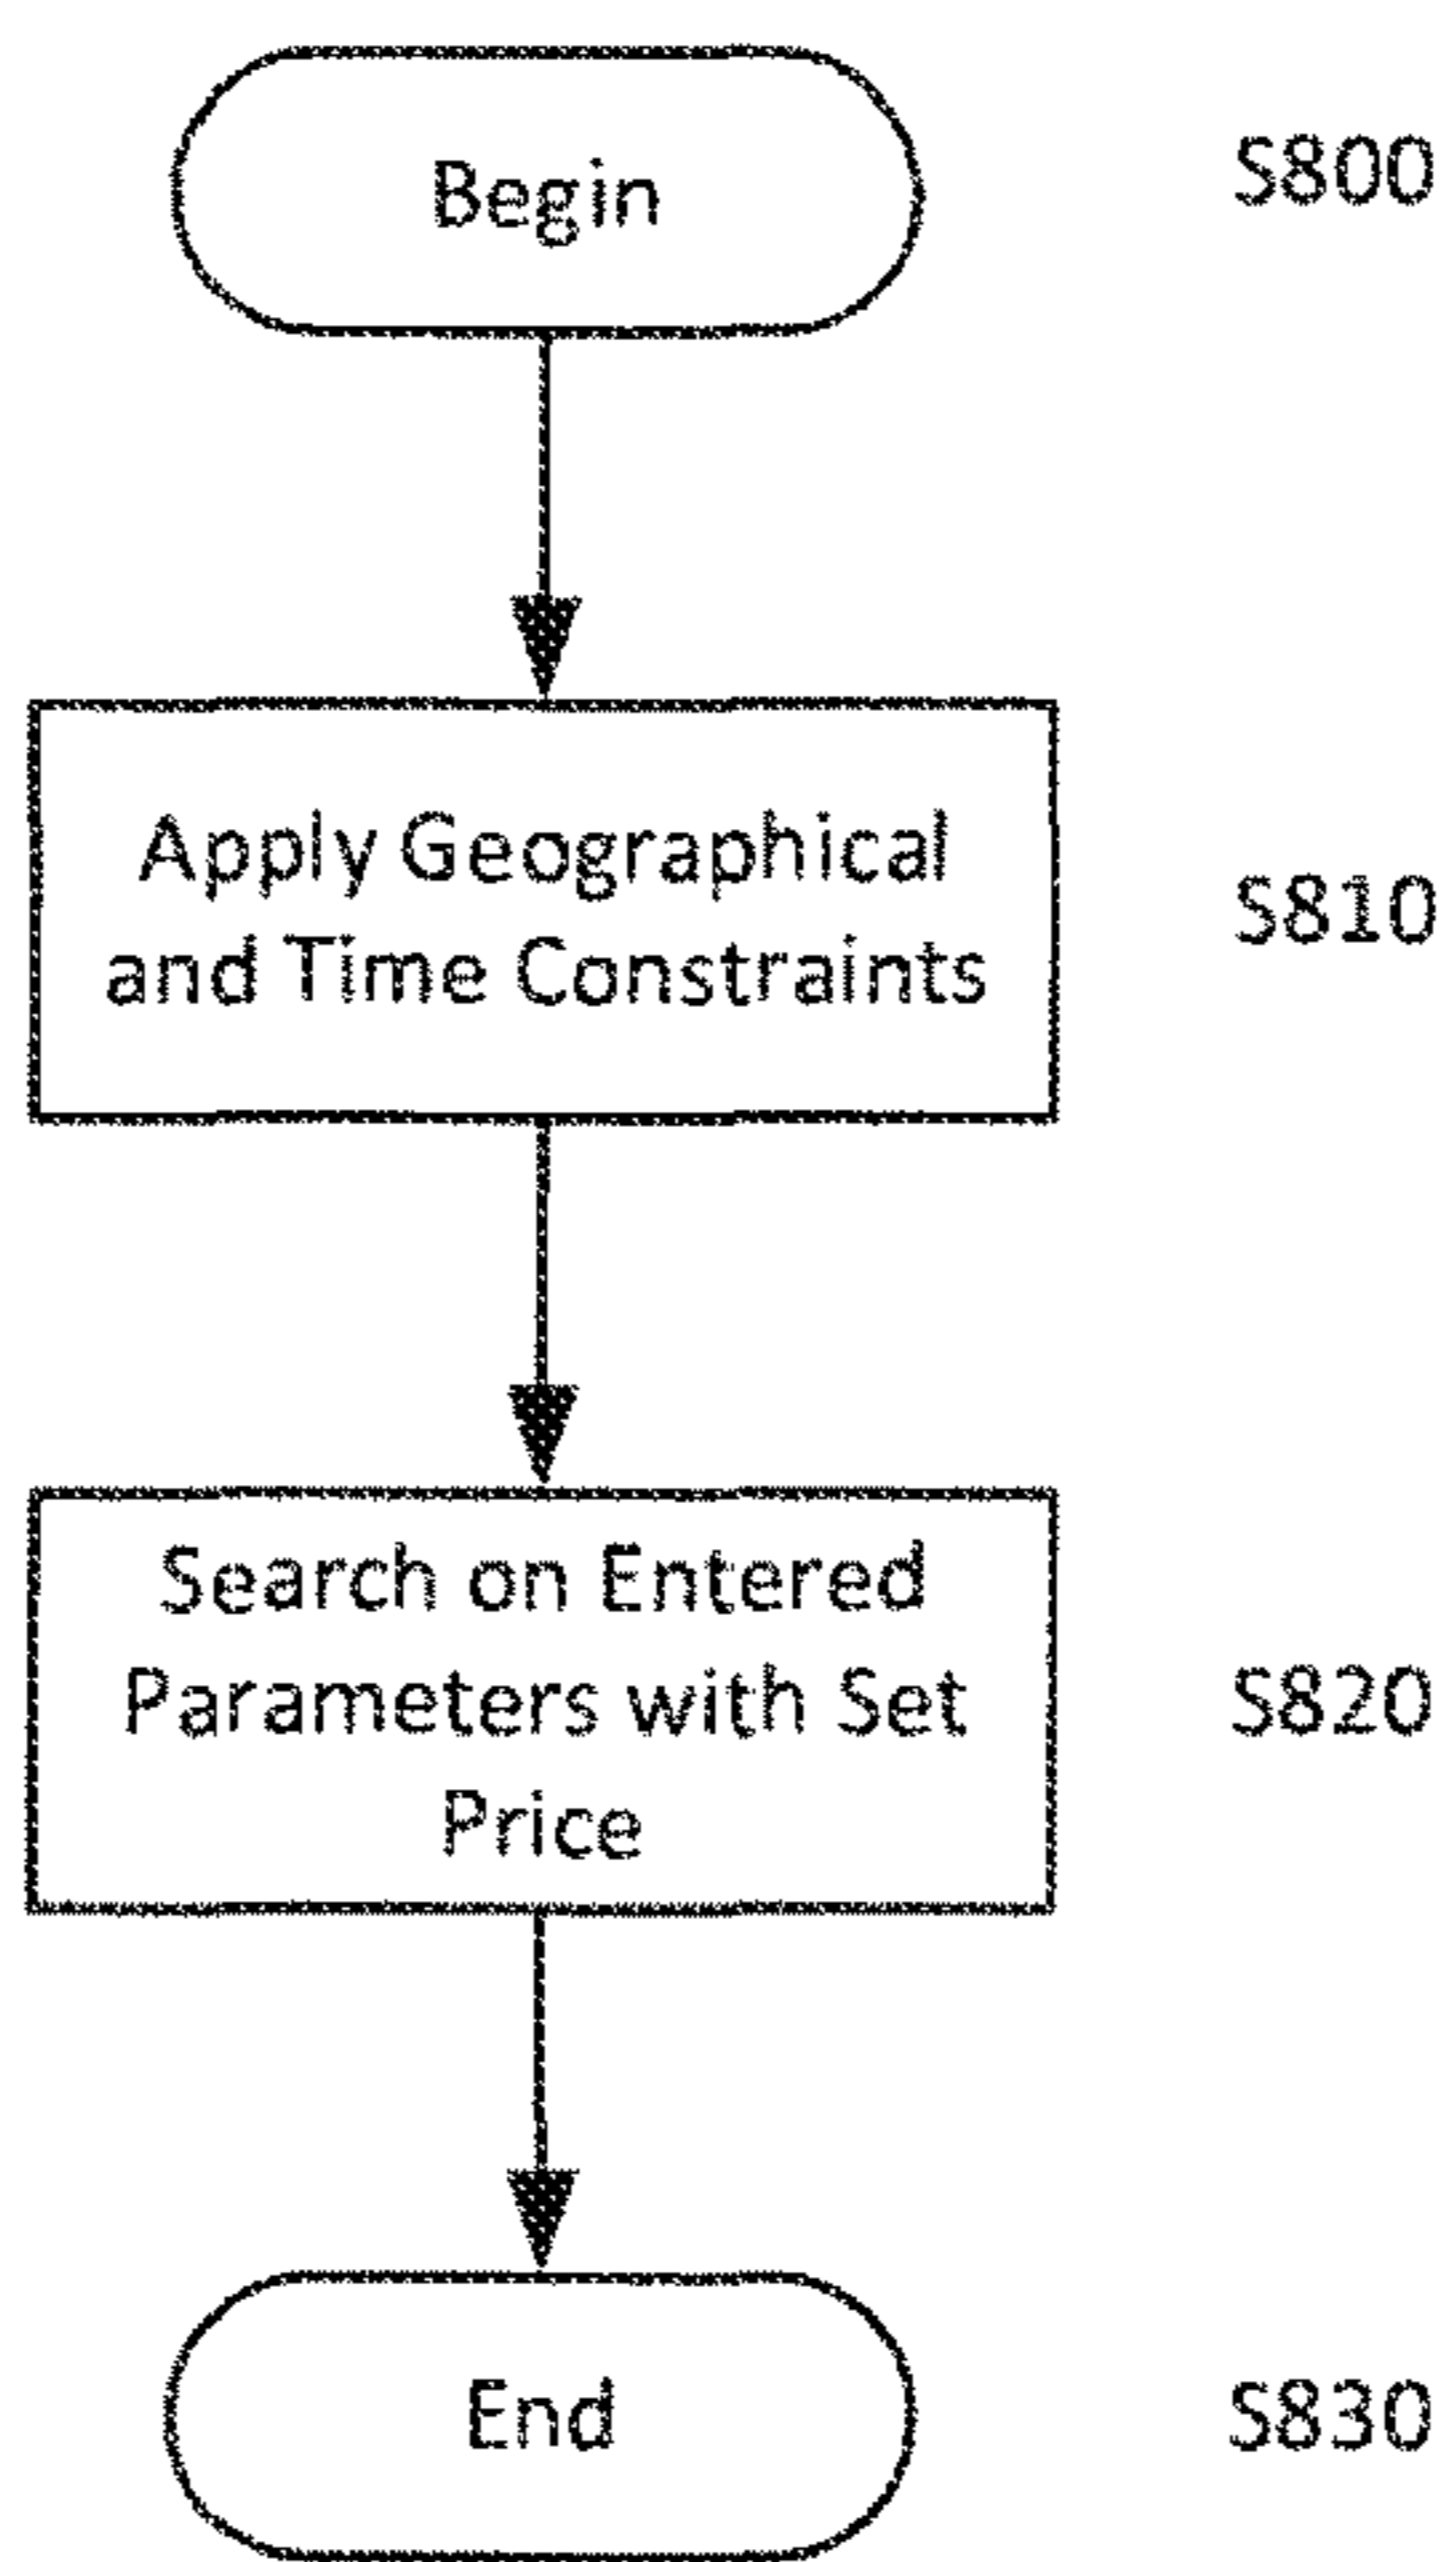 Begin
S800
Apply Geographical
and Time Constraints
S810
Search on Entered
Parameters with Set
Price
S820
End
S830